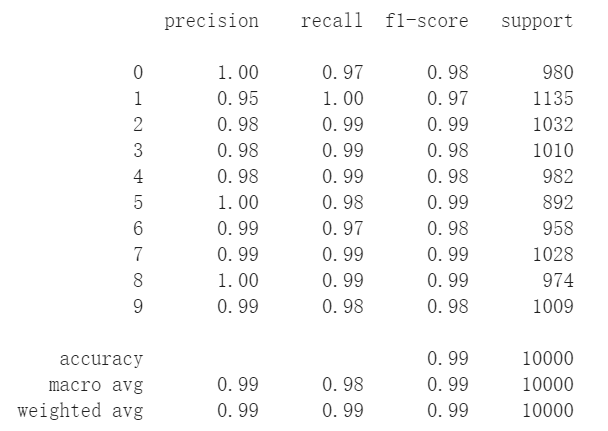 precision recall f1-score support
0 1.00 0.97 0.98 980
1 0.95 1.00 0.97 1135
2 0.98 0.99 0.99 1032
3 0.98 0.99 0.98 1010
4 0.98 0.99 0.98 982
5 1.00 0.98 0.99 892
6 0.99 0.97 0.98 958
7 0.99 0.99 0.99 1028
8 1.00 0.99 0.99 974
9 0.99 0.98 0.98 1009
accuracy 0.99 10000
macro avg 0.99 0.98 0.99 10000
weighted avg 0.99 0.99 0.99 10000